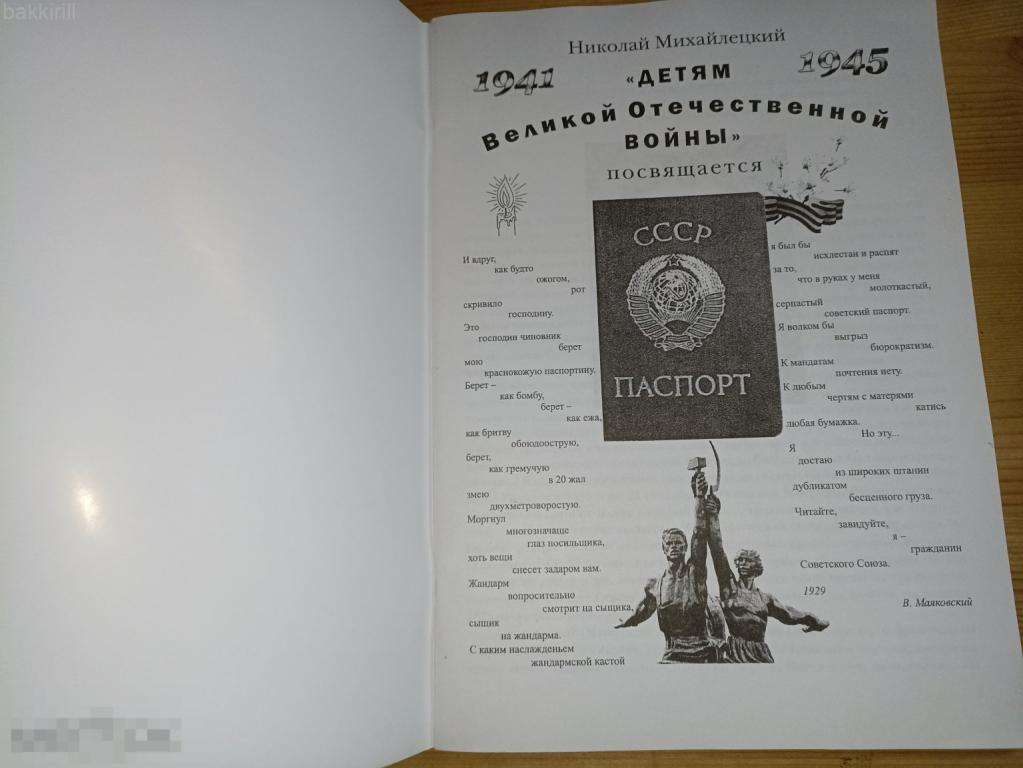 bakkirill
Николай Михайлецкий
1941 1945
«ДЕТЯМ
Великой Отечественной
ВОЙНЫ»
посвящается
СССР
ПАСПОРТ
И вдруг,
как будто
ожогом,
рот
скривило
господину.
Это
господин чиновник
берет
мою
краснокожую паспортину.
Берет –
как бомбу,
берет –
как ежа,
как бритву
обоюдоострую,
берет,
как гремучую
в 20 жал
змею
двухметроворостую.
Моргнул
многозначаще
глаз носильщика,
хоть вещи
снесет задаром вам.
Жандарм
вопросительно
смотрит на сыщика,
сыщик
на жандарма.
С каким наслажденьем
жандармской кастой
я был бы
исхлестан и распят
за то,
что в руках у меня
молоткастый,
серпастый
советский паспорт.
Я волком бы
выгрыз
бюрократизм.
К мандатам
почтения нету.
К любым
чертям с матерями
катись
любая бумажка.
Но эту...
Я
достаю
из широких штанин
дубликатом
бесценного груза.
Читайте,
завидуйте,
я –
гражданин
Советского Союза.
1929
В. Маяковский